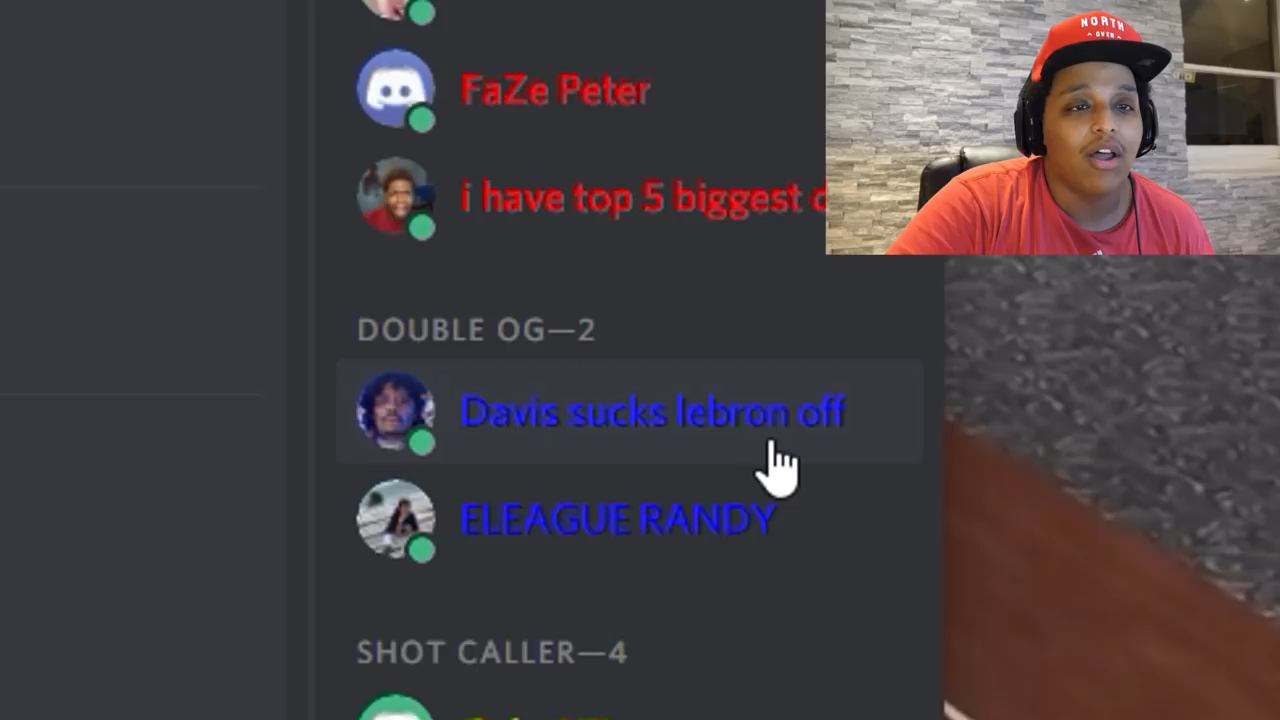 NORTH
OVER
FaZe Peter
i have top 5 biggest
DOUBLE OG—2
Davis sucks lebron off
ELEAGUE RANDY
SHOT CALLER—4